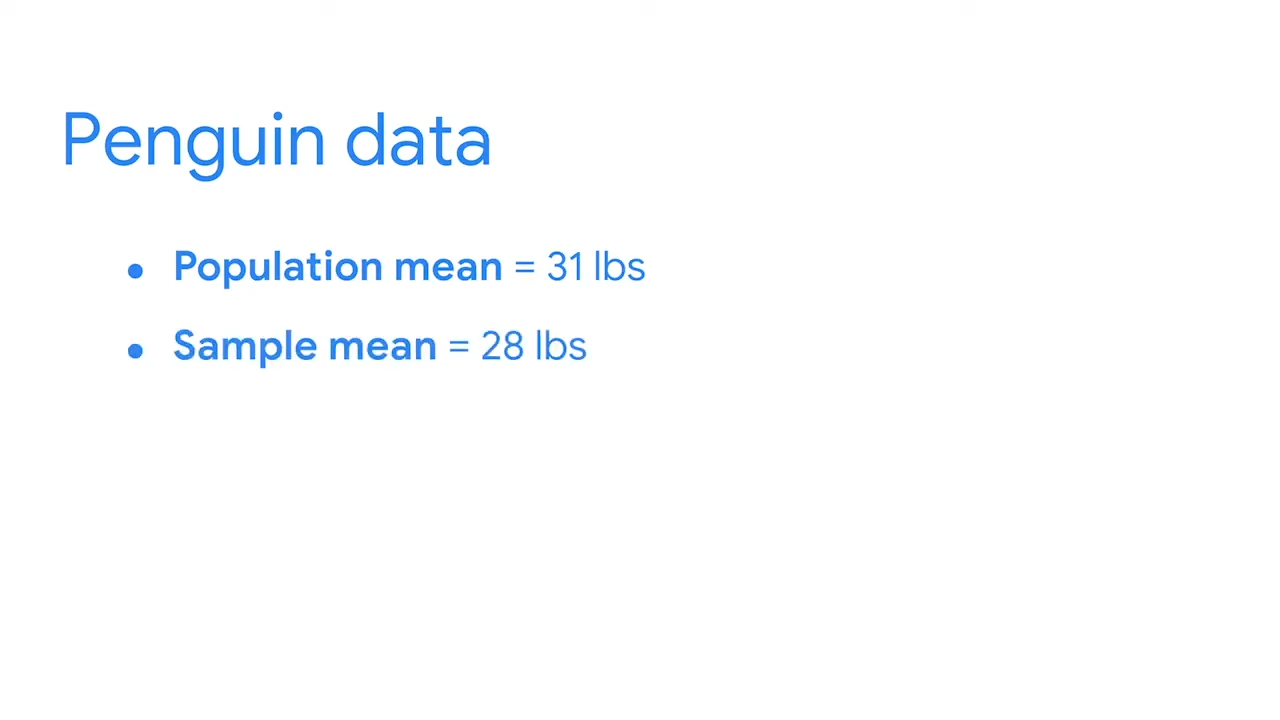 Penguin data
● Population mean = 31 lbs
● Sample mean = 28 lbs